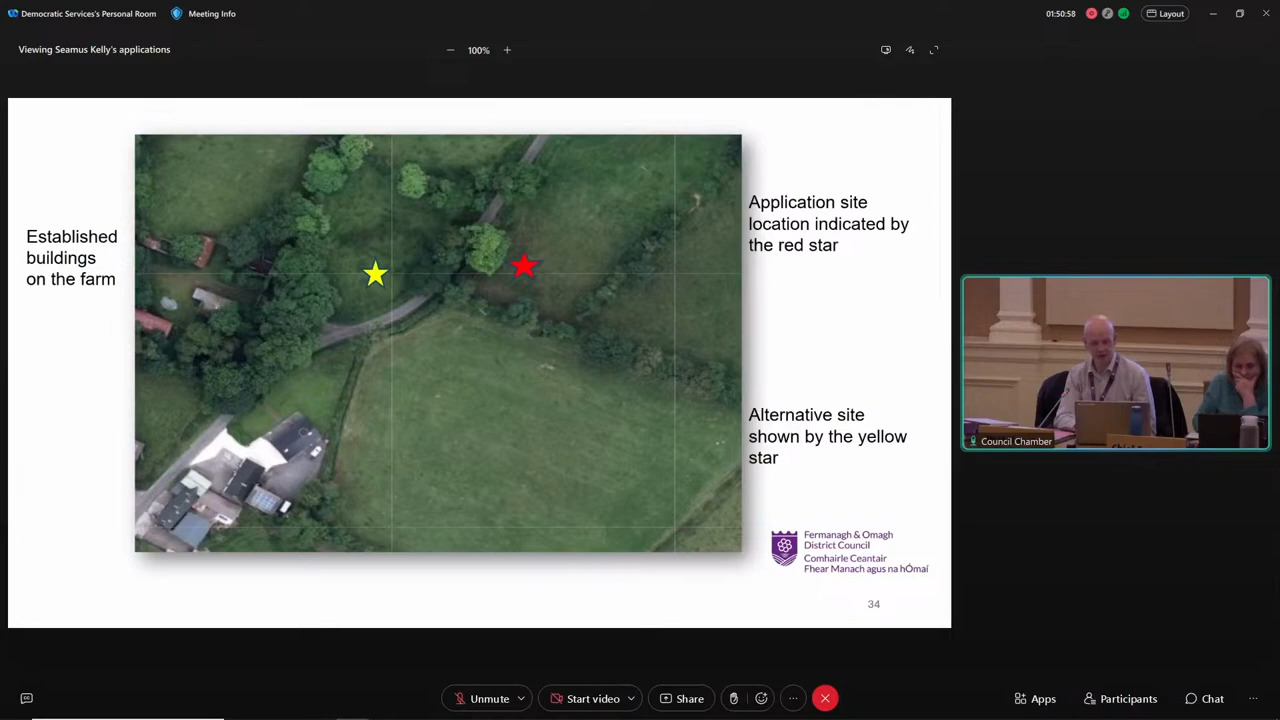 Democratic Services's Personal Room
Meeting Info
01:50:58
Layout
Viewing Seamus Kelly's applications
100%
Established
buildings
on the farm
Application site
location indicated by
the red star
Alternative site
shown by the yellow
star
Fermanagh & Omagh
District Council
Comhairle Ceantair
Fhear Manach agus na hÓmaí
34
Council Chamber
Unmute
Start video
Share
Apps
Participants
Chat